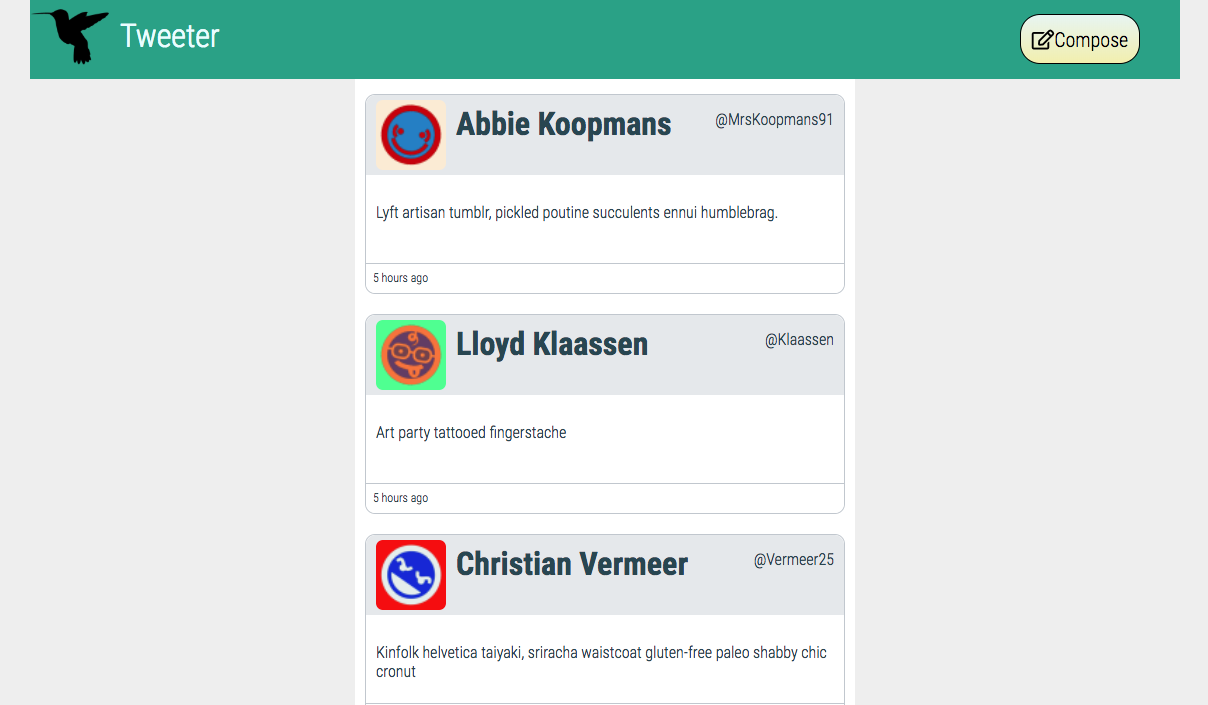 Tweeter
Compose
Abbie Koopmans
@MrsKoopmans91
Lyft artisan tumblr, pickled poutine succulents ennui humblebrag.
5 hours ago
Lloyd Klaassen
@Klaassen
Art party tattooed fingerstache
5 hours ago
Christian Vermeer
@Vermeer25
Kinfolk helvetica taiyaki, sriracha waistcoat gluten-free paleo shabby chic
cronut